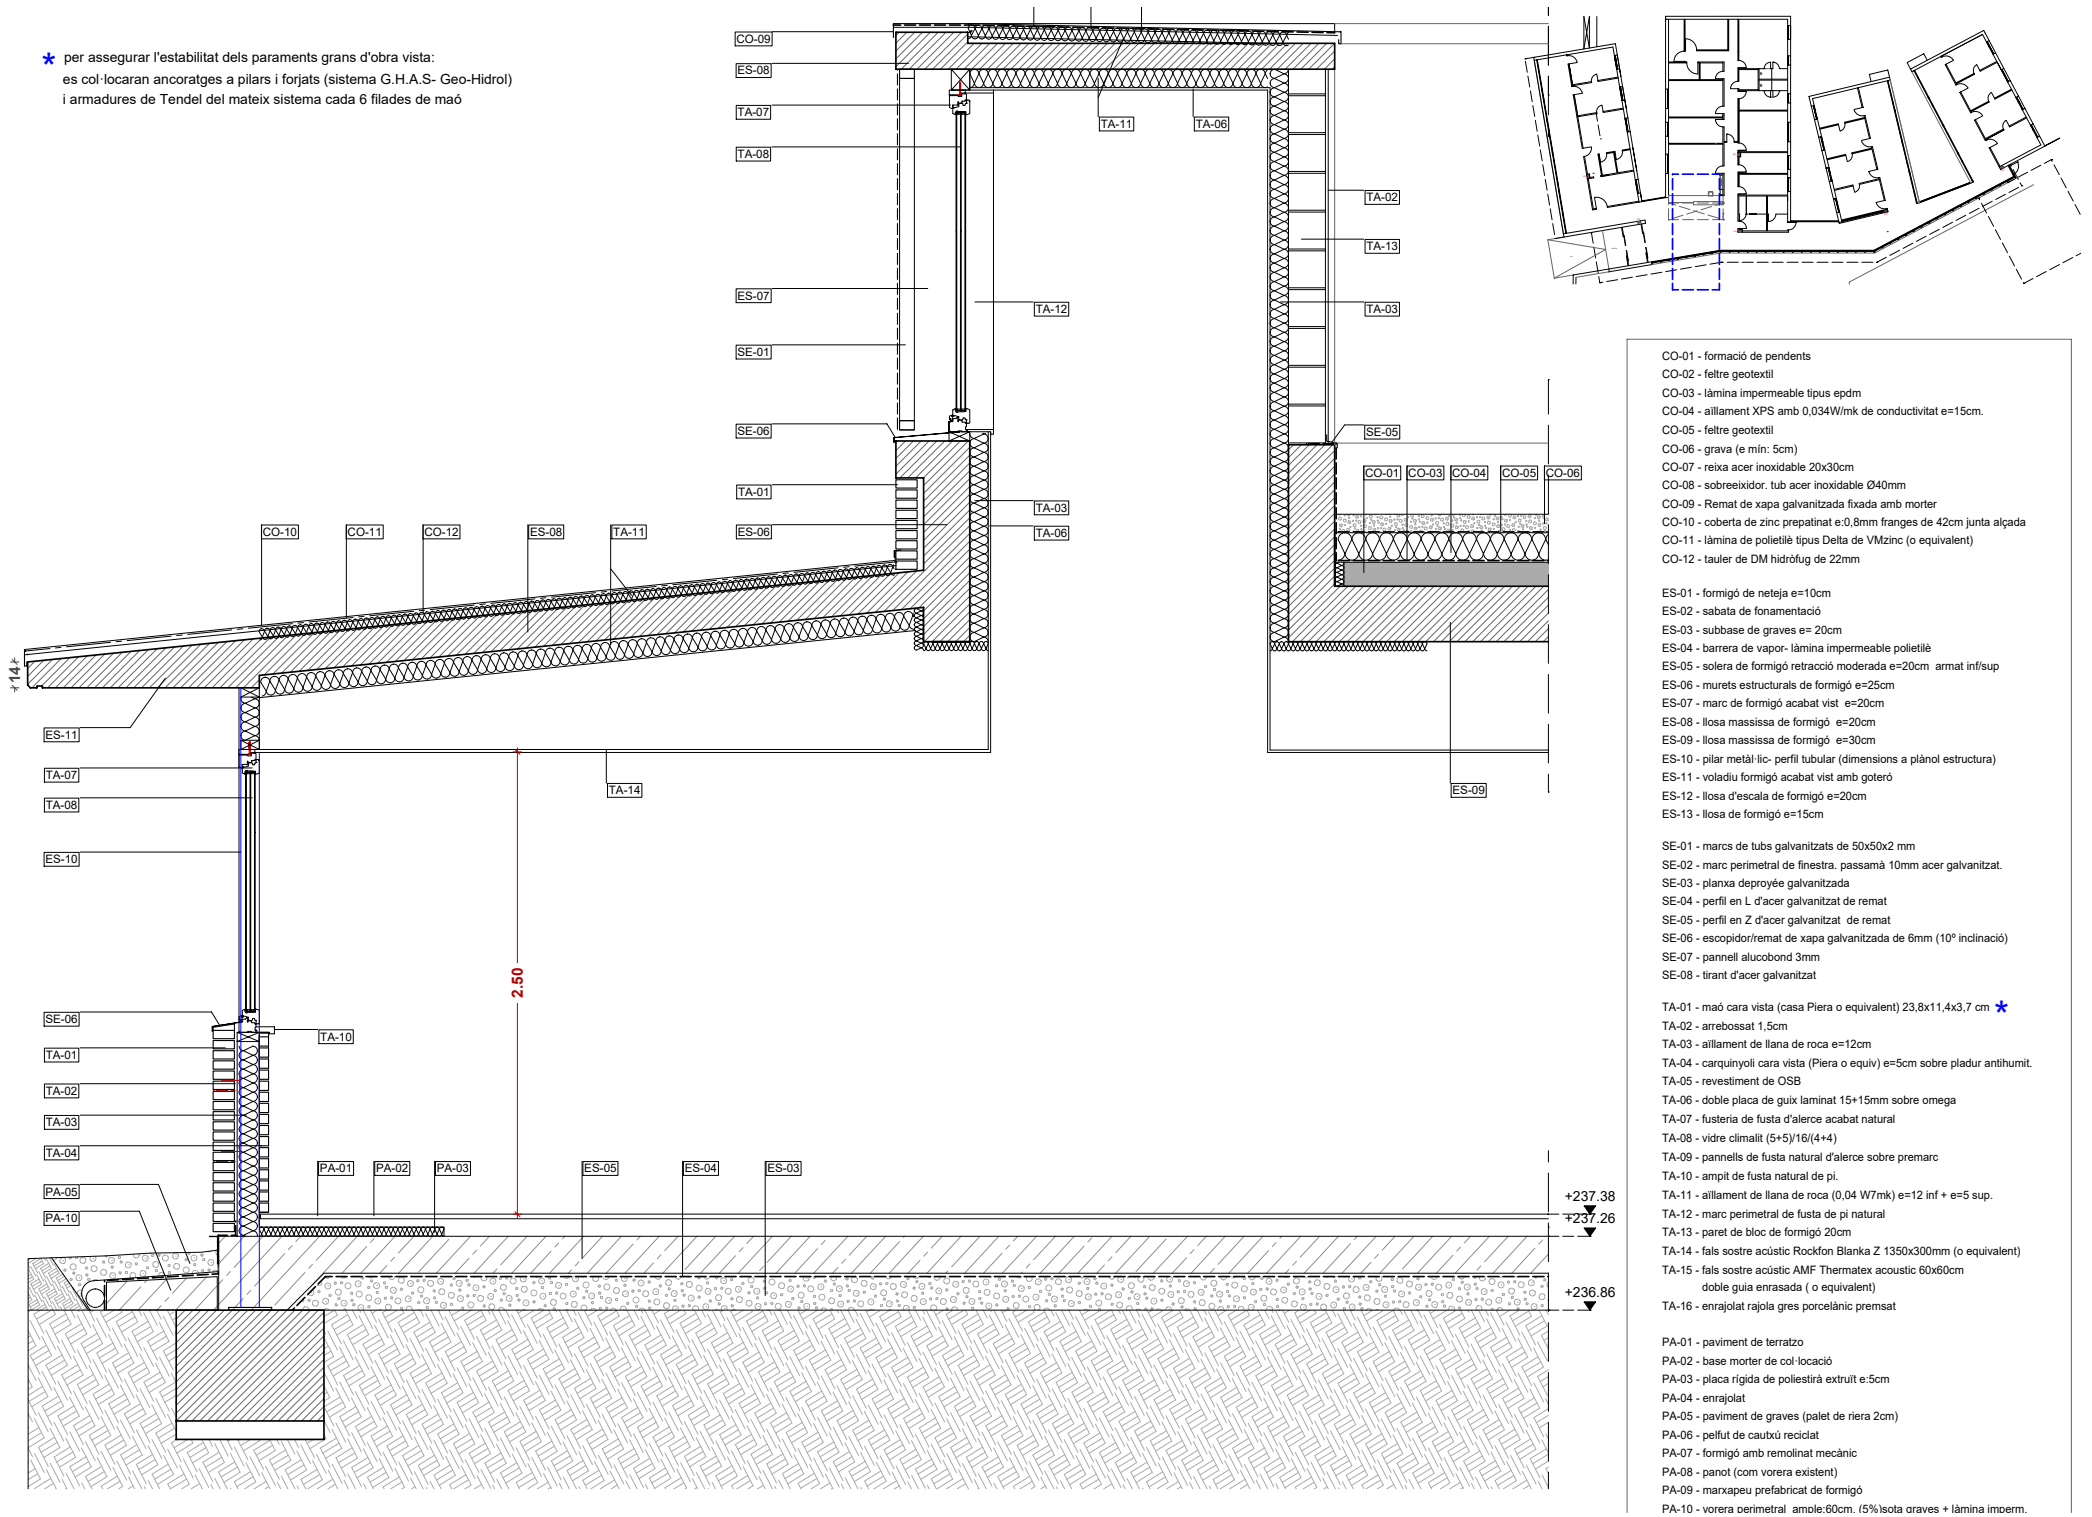 * per assegurar l'estabilitat dels paraments grans d'obra vista:
es col·locaran ancoratges a pilars i forjats (sistema G.H.A.S- Geo-Hidrol)
i armadures de Tendel del mateix sistema cada 6 filades de maó
CO-09
ES-08
TA-07
TA-08
ES-07
SE-01
SE-06
TA-01
ES-06
TA-11
TA-06
TA-02
TA-13
TA-03
TA-12
SE-05
TA-03
TA-06
CO-01
CO-03
CO-04
CO-05
CO-06
CO-10
CO-11
CO-12
ES-08
TA-11
14
ES-11
TA-07
TA-08
ES-10
TA-14
ES-09
2.50
SE-06
TA-01
TA-02
TA-03
TA-04
PA-05
PA-10
TA-10
PA-01
PA-02
PA-03
ES-05
ES-04
ES-03
+237.38
+237.26
+236.86
CO-01 - formació de pendents
CO-02 - feltre geotextil
CO-03 - làmina impermeable tipus epdm
CO-04 - aïllament XPS amb 0,034W/mk de conductivitat e=15cm.
CO-05 - feltre geotextil
CO-06 - grava (e mín: 5cm)
CO-07 - reixa acer inoxidable 20x30cm
CO-08 - sobreeixidor. tub acer inoxidable Ø40mm
CO-09 - Remat de xapa galvanitzada fixada amb morter
CO-10 - coberta de zinc prepatinat e:0,8mm franges de 42cm junta alçada
CO-11 - làmina de polietilè tipus Delta de VMzinc (o equivalent)
CO-12 - tauler de DM hidròfug de 22mm
ES-01 - formigó de neteja e=10cm
ES-02 - sabata de fonamentació
ES-03 - subbase de graves e= 20cm
ES-04 - barrera de vapor- làmina impermeable polietilè
ES-05 - solera de formigó retracció moderada e=20cm armat inf/sup
ES-06 - murets estructurals de formigó e=25cm
ES-07 - marc de formigó acabat vist e=20cm
ES-08 - llosa massissa de formigó e=20cm
ES-09 - llosa massissa de formigó e=30cm
ES-10 - pilar metàl·lic- perfil tubular (dimensions a plànol estructura)
ES-11 - voladiu formigó acabat vist amb goteró
ES-12 - llosa d'escala de formigó e=20cm
ES-13 - llosa de formigó e=15cm
SE-01 - marcs de tubs galvanitzats de 50x50x2 mm
SE-02 - marc perimetral de finestra. passamà 10mm acer galvanitzat.
SE-03 - planxa deproyée galvanitzada
SE-04 - perfil en L d'acer galvanitzat de remat
SE-05 - perfil en Z d'acer galvanitzat de remat
SE-06 - escopidor/remat de xapa galvanitzada de 6mm (10º inclinació)
SE-07 - pannell alucobond 3mm
SE-08 - tirant d'acer galvanitzat
TA-01 - maó cara vista (casa Piera o equivalent) 23,8x11,4x3,7 cm *
TA-02 - arrebossat 1,5cm
TA-03 - aïllament de llana de roca e=12cm
TA-04 - carquinyoli cara vista (Piera o equiv) e=5cm sobre pladur antihumit.
TA-05 - revestiment de OSB
TA-06 - doble placa de guix laminat 15+15mm sobre omega
TA-07 - fusteria de fusta d'alerce acabat natural
TA-08 - vidre climalit (5+5)/16/(4+4)
TA-09 - pannells de fusta natural d'alerce sobre premarc
TA-10 - ampit de fusta natural de pi.
TA-11 - aïllament de llana de roca (0,04 W7mk) e=12 inf + e=5 sup.
TA-12 - marc perimetral de fusta de pi natural
TA-13 - paret de bloc de formigó 20cm
TA-14 - fals sostre acústic Rockfon Blanka Z 1350x300mm (o equivalent)
TA-15 - fals sostre acústic AMF Thermatex acoustic 60x60cm
doble guia enrasada ( o equivalent)
TA-16 - enrajolat rajola gres porcelànic premsat
PA-01 - paviment de terratzo
PA-02 - base morter de col·locació
PA-03 - placa rígida de poliestirà extruït e:5cm
PA-04 - enrajolat
PA-05 - paviment de graves (palet de riera 2cm)
PA-06 - pelfut de cautxú reciclat
PA-07 - formigó amb remolinat mecànic
PA-08 - panot (com vorera existent)
PA-09 - marxapeu prefabricat de formigó
PA-10 - vorera perimetral ample:60cm. (5%)sota graves + làmina imperm.